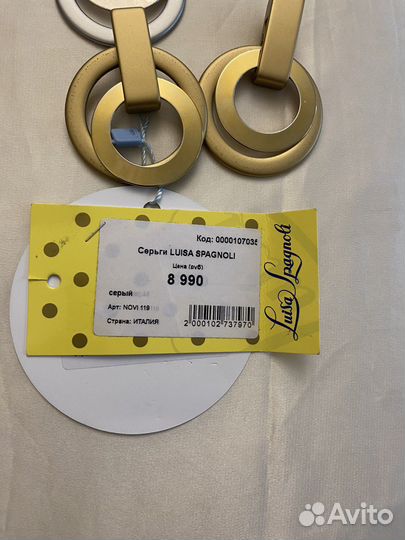 Код: 0000107035
Серьги LUISA SPAGNOLI
Цена (руб)
8 990
серый
Арт: NOVI 119
Страна: ИТАЛИЯ
2 000102 737970
Luisa Spagnoli
Avito